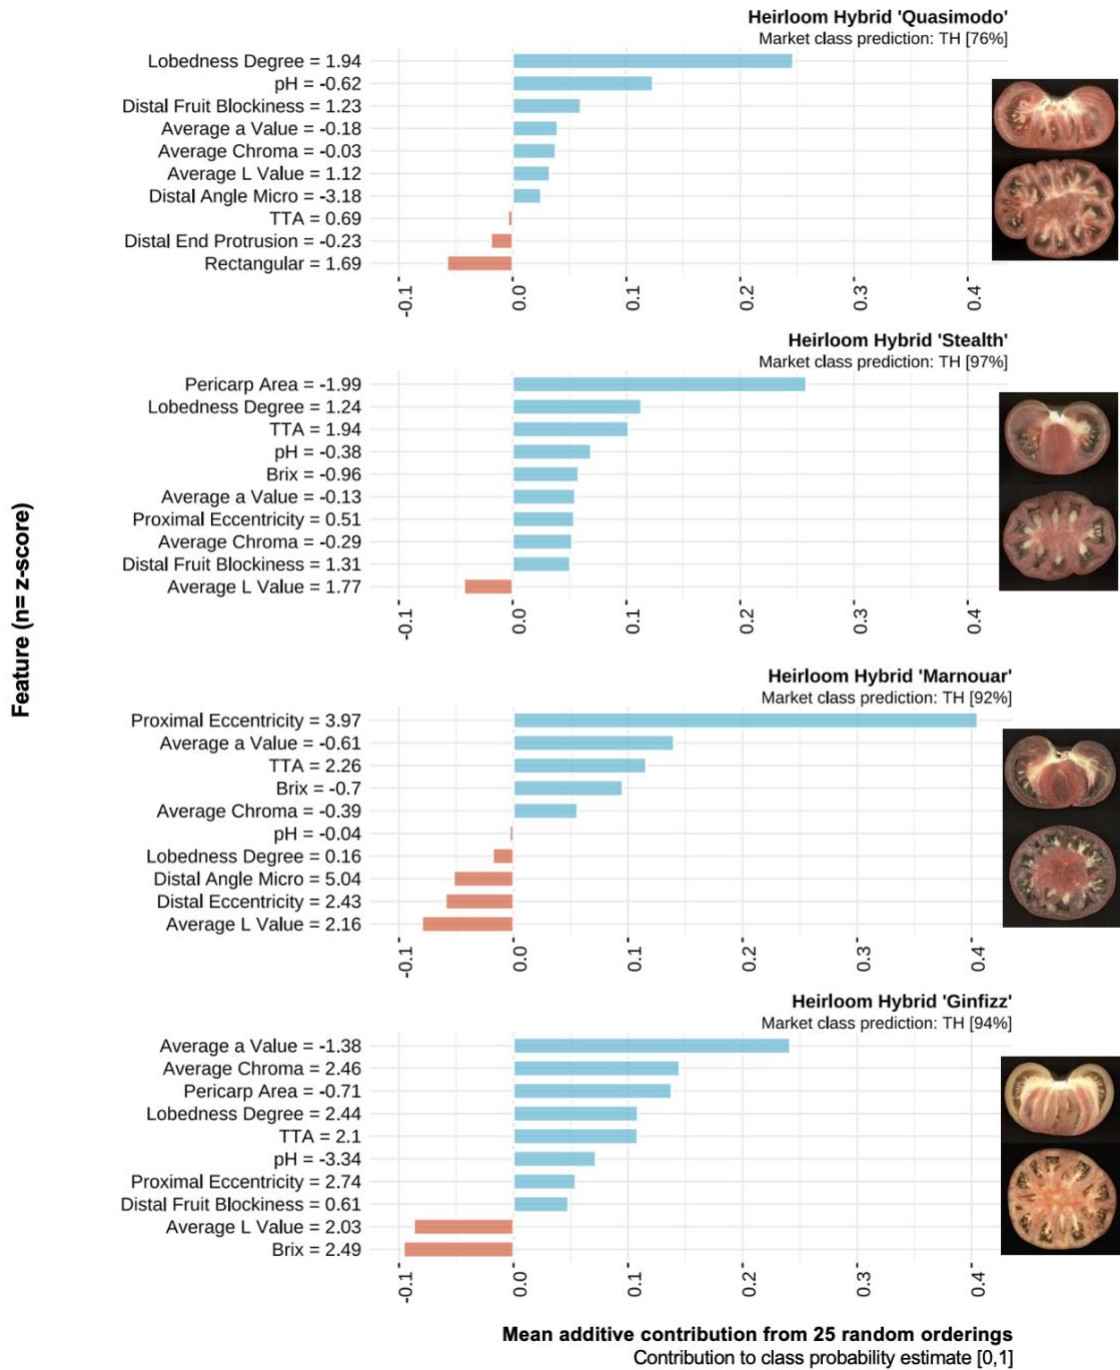 Feature (n= z-score)
Heirloom Hybrid 'Quasimodo'
Market class prediction: TH [76%]
Lobedness Degree = 1.94
pH = -0.62
Distal Fruit Blockiness = 1.23
Average a Value = -0.18
Average Chroma = -0.03
Average L Value = 1.12
Distal Angle Micro = -3.18
TTA = 0.69
Distal End Protrusion = -0.23
Rectangular = 1.69
-0.1 0.0 0.1 0.2 0.3 0.4
Heirloom Hybrid 'Stealth'
Market class prediction: TH [97%]
Pericarp Area = -1.99
Lobedness Degree = 1.24
TTA = 1.94
pH = -0.38
Brix = -0.96
Average a Value = -0.13
Proximal Eccentricity = 0.51
Average Chroma = -0.29
Distal Fruit Blockiness = 1.31
Average L Value = 1.77
-0.1 0.0 0.1 0.2 0.3 0.4
Heirloom Hybrid 'Marnouar'
Market class prediction: TH [92%]
Proximal Eccentricity = 3.97
Average a Value = -0.61
TTA = 2.26
Brix = -0.7
Average Chroma = -0.39
pH = -0.04
Lobedness Degree = 0.16
Distal Angle Micro = 5.04
Distal Eccentricity = 2.43
Average L Value = 2.16
-0.1 0.0 0.1 0.2 0.3 0.4
Heirloom Hybrid 'Ginfizz'
Market class prediction: TH [94%]
Average a Value = -1.38
Average Chroma = 2.46
Pericarp Area = -0.71
Lobedness Degree = 2.44
TTA = 2.1
pH = -3.34
Proximal Eccentricity = 2.74
Distal Fruit Blockiness = 0.61
Average L Value = 2.03
Brix = 2.49
-0.1 0.0 0.1 0.2 0.3 0.4
Mean additive contribution from 25 random orderings
Contribution to class probability estimate [0,1]